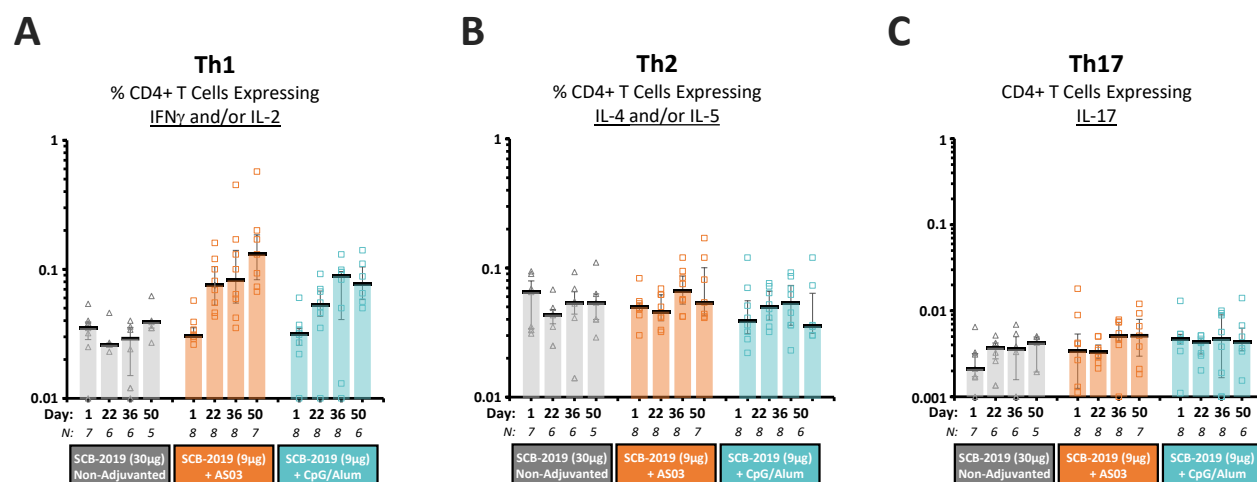 A
Th1
% CD4+ T Cells Expressing
IFNγ and/or IL-2
1
0.1
0.01
Day: 1 22 36 50 1 22 36 50 1 22 36 50
N: 7 6 6 5 8 8 8 7 8 8 8 6
SCB-2019 (30µg)
Non-Adjuvanted
SCB-2019 (9µg)
+ AS03
SCB-2019 (9µg)
+ CpG/Alum
B
Th2
% CD4+ T Cells Expressing
IL-4 and/or IL-5
1
0.1
0.01
Day: 1 22 36 50 1 22 36 50 1 22 36 50
N: 7 6 6 5 8 8 8 7 8 8 8 6
SCB-2019 (30µg)
Non-Adjuvanted
SCB-2019 (9µg)
+ AS03
SCB-2019 (9µg)
+ CpG/Alum
C
Th17
CD4+ T Cells Expressing
IL-17
1
0.1
0.01
0.001
Day: 1 22 36 50 1 22 36 50 1 22 36 50
N: 7 6 6 5 8 8 8 7 8 8 8 6
SCB-2019 (30µg)
Non-Adjuvanted
SCB-2019 (9µg)
+ AS03
SCB-2019 (9µg)
+ CpG/Alum